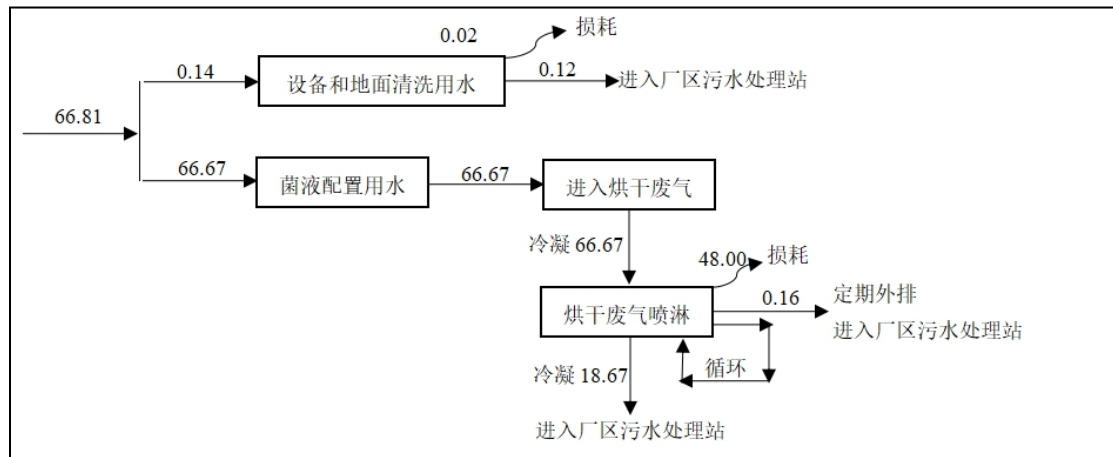 0.02 损耗
0.14
设备和地面清洗用水
0.12
进入厂区污水处理站
66.81
66.67
菌液配置用水
66.67
进入烘干废气
冷凝 66.67
48.00 损耗
烘干废气喷淋
0.16
定期外排
进入厂区污水处理站
循环
冷凝 18.67
进入厂区污水处理站